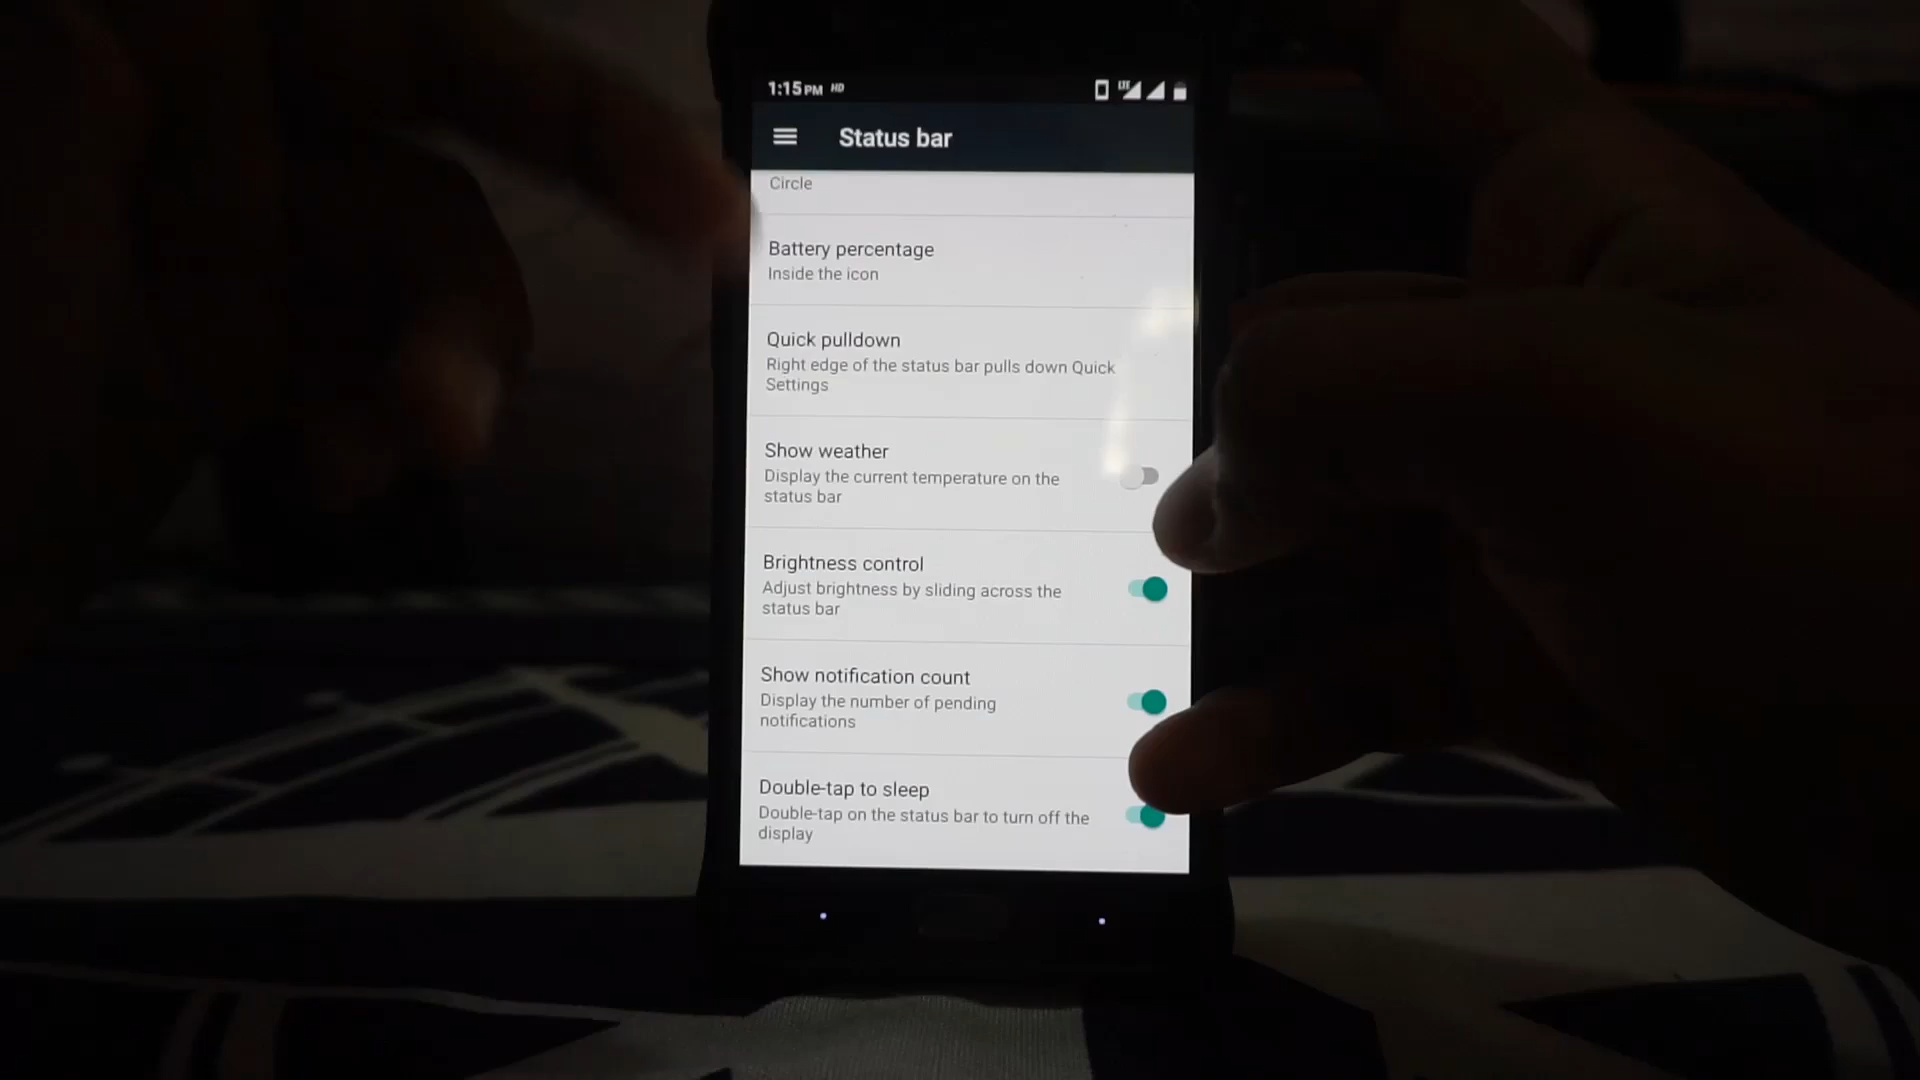 1:15 PM HD LTE
Status bar
Circle
Battery percentage
Inside the icon
Quick pulldown
Right edge of the status bar pulls down Quick
Settings
Show weather
Display the current temperature on the
status bar
Brightness control
Adjust brightness by sliding across the
status bar
Show notification count
Display the number of pending
notifications
Double-tap to sleep
Double-tap on the status bar to turn off the
display